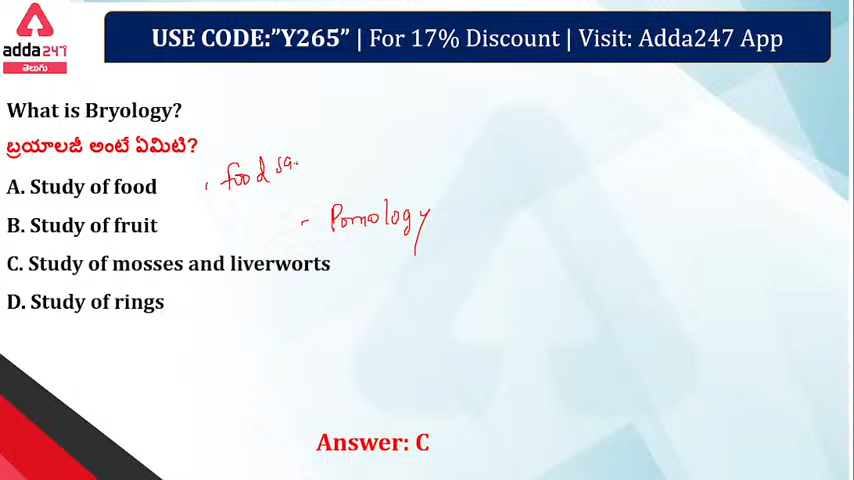 adda247
తెలుగు
USE CODE:”Y265” | For 17% Discount | Visit: Adda247 App
What is Bryology?
బ్రయాలజీ అంటే ఏమిటి?
A. Study of food
food
B. Study of fruit
- Pomology
C. Study of mosses and liverworts
D. Study of rings
Answer: C